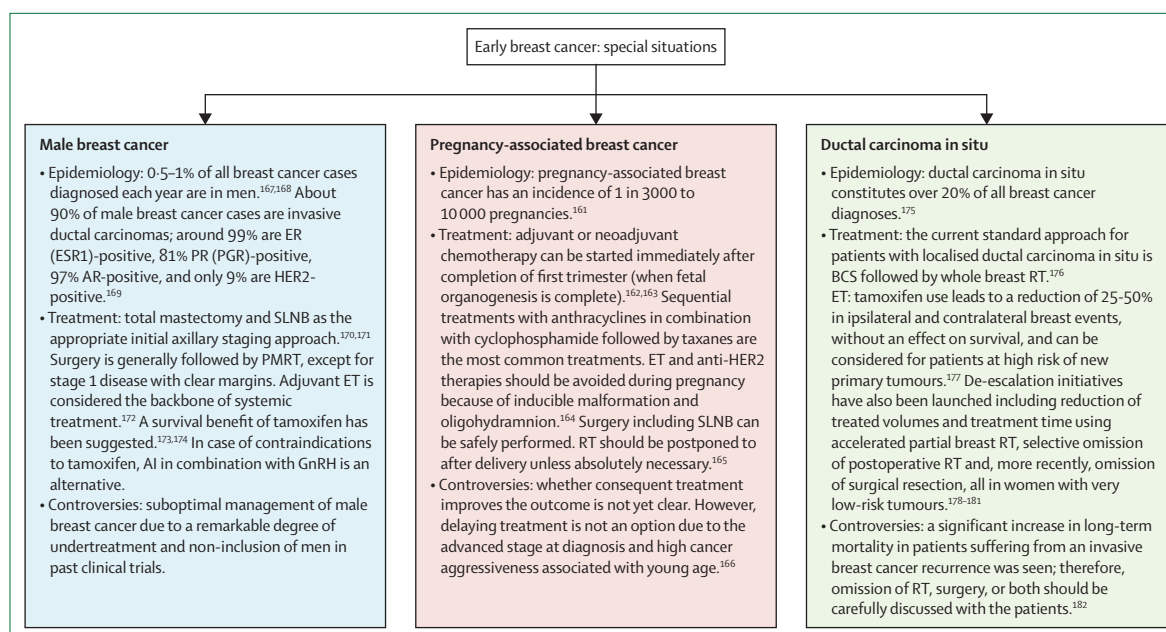 Early breast cancer: special situations
Male breast cancer
• Epidemiology: 0·5–1% of all breast cancer cases
diagnosed each year are in men.167,168 About
90% of male breast cancer cases are invasive
ductal carcinomas; around 99% are ER
(ESR1)-positive, 81% PR (PGR)-positive,
97% AR-positive, and only 9% are HER2-
positive.169
• Treatment: total mastectomy and SLNB as the
appropriate initial axillary staging approach.170,171
Surgery is generally followed by PMRT, except for
stage 1 disease with clear margins. Adjuvant ET is
considered the backbone of systemic
treatment.172 A survival benefit of tamoxifen has
been suggested.173,174 In case of contraindications
to tamoxifen, AI in combination with GnRH is an
alternative.
• Controversies: suboptimal management of male
breast cancer due to a remarkable degree of
undertreatment and non-inclusion of men in
past clinical trials.
Pregnancy-associated breast cancer
• Epidemiology: pregnancy-associated breast
cancer has an incidence of 1 in 3000 to
10 000 pregnancies.161
• Treatment: adjuvant or neoadjuvant
chemotherapy can be started immediately after
completion of first trimester (when fetal
organogenesis is complete).162,163 Sequential
treatments with anthracyclines in combination
with cyclophosphamide followed by taxanes are
the most common treatments. ET and anti-HER2
therapies should be avoided during pregnancy
because of inducible malformation and
oligohydramnion.164 Surgery including SLNB can
be safely performed. RT should be postponed to
after delivery unless absolutely necessary.165
• Controversies: whether consequent treatment
improves the outcome is not yet clear. However,
delaying treatment is not an option due to the
advanced stage at diagnosis and high cancer
aggressiveness associated with young age.166
Ductal carcinoma in situ
• Epidemiology: ductal carcinoma in situ
constitutes over 20% of all breast cancer
diagnoses.175
• Treatment: the current standard approach for
patients with localised ductal carcinoma in situ is
BCS followed by whole breast RT.176
ET: tamoxifen use leads to a reduction of 25-50%
in ipsilateral and contralateral breast events,
without an effect on survival, and can be
considered for patients at high risk of new
primary tumours.177 De-escalation initiatives
have also been launched including reduction of
treated volumes and treatment time using
accelerated partial breast RT, selective omission
of postoperative RT and, more recently, omission
of surgical resection, all in women with very
low-risk tumours.178–181
• Controversies: a significant increase in long-term
mortality in patients suffering from an invasive
breast cancer recurrence was seen; therefore,
omission of RT, surgery, or both should be
carefully discussed with the patients.182